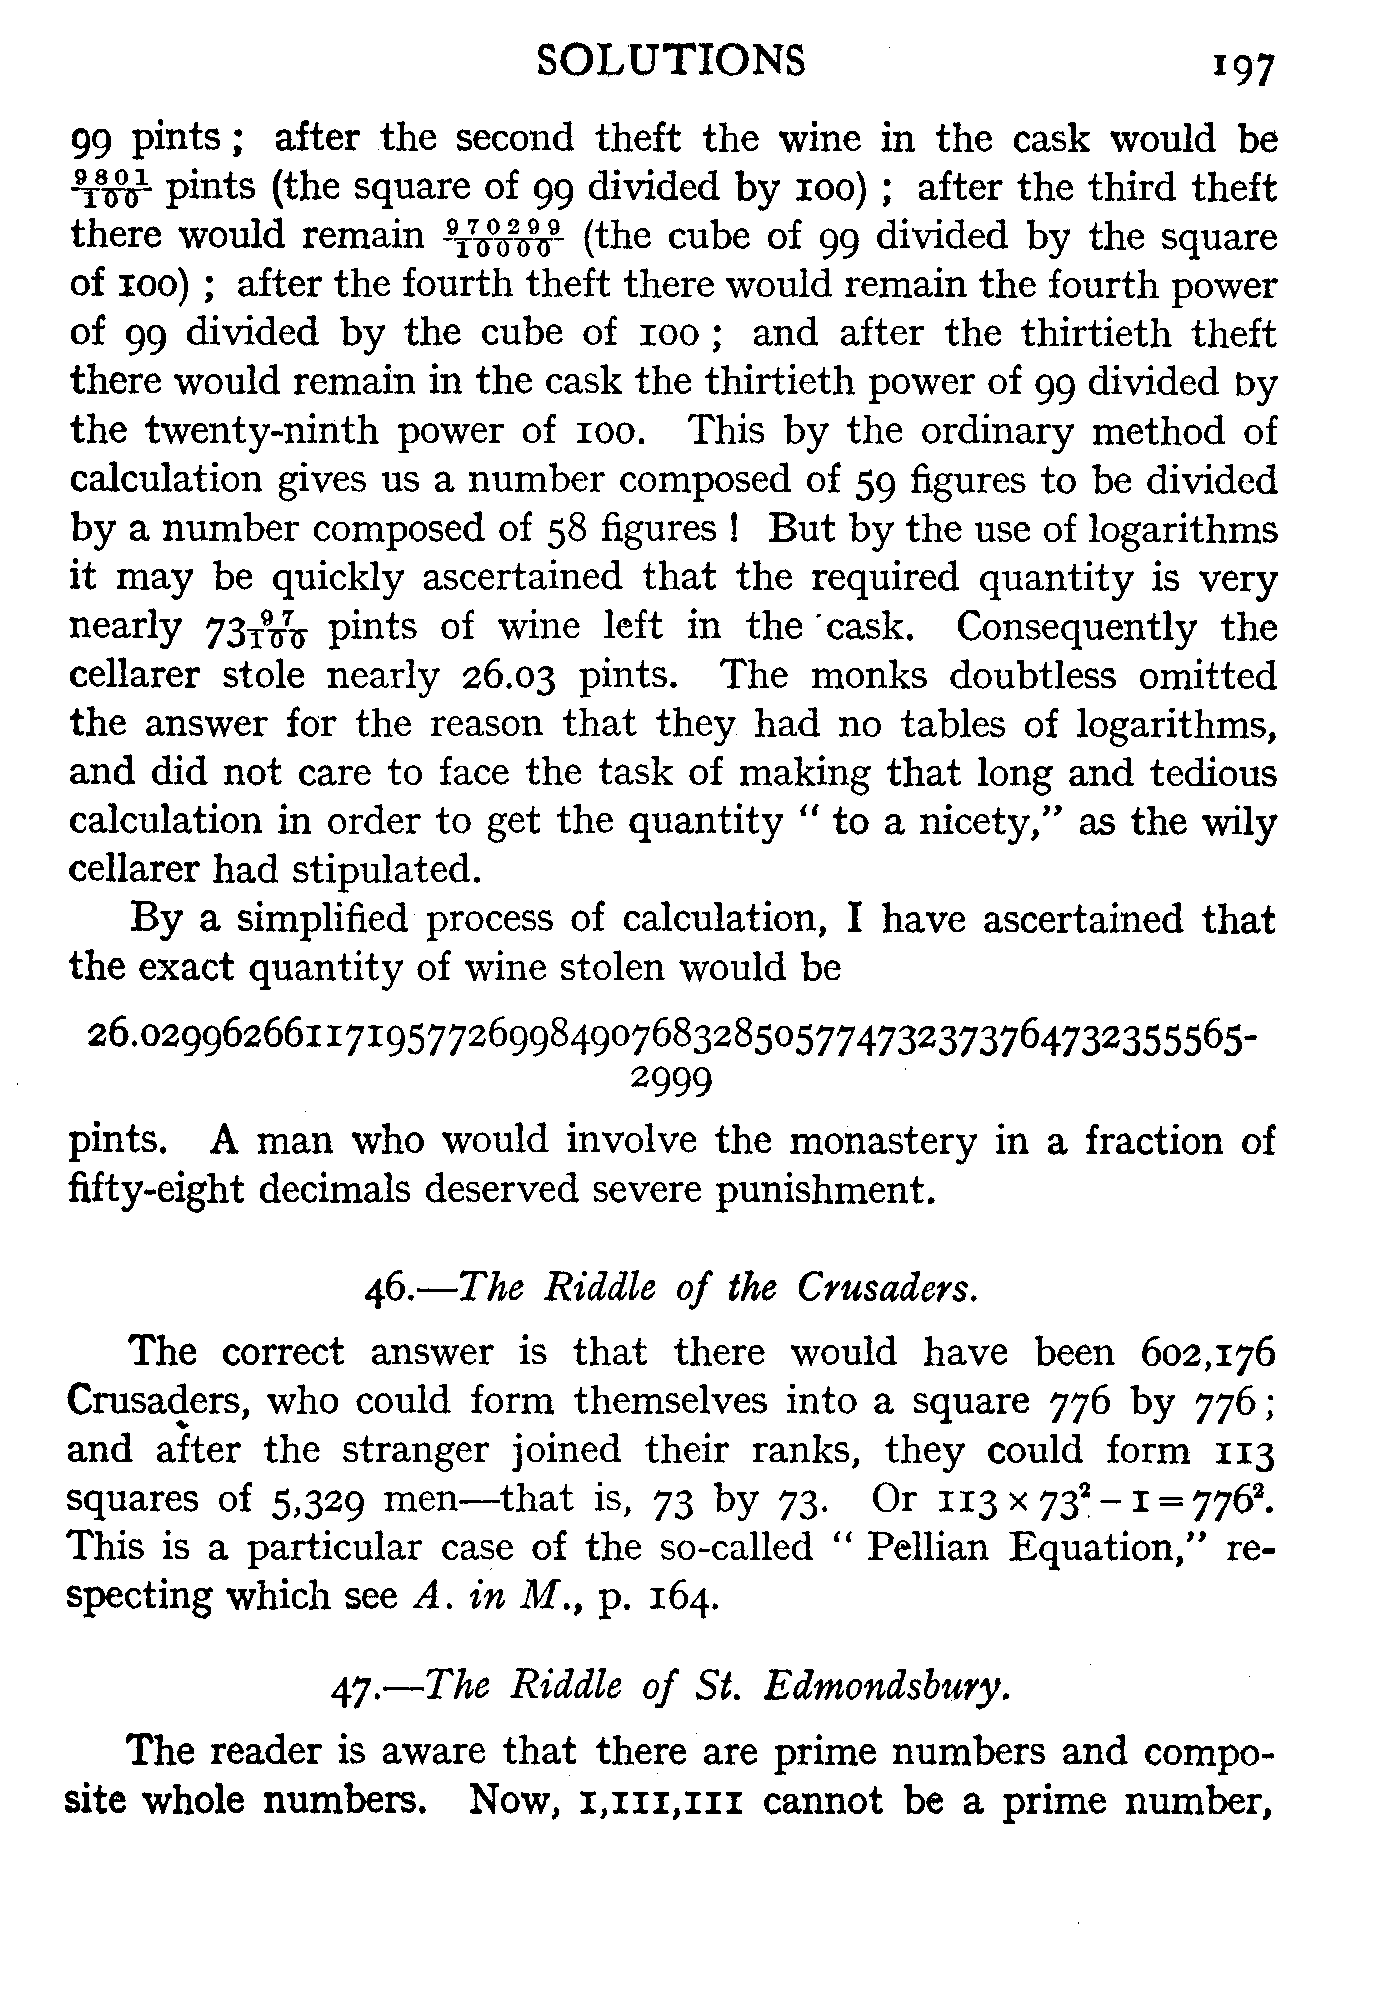 SOLUTIONS 197
99 pints ; after the second theft the wine in the cask would be
9801/100 pints (the square of 99 divided by 100) ; after the third theft
there would remain 970299/10000 (the cube of 99 divided by the square
of 100) ; after the fourth theft there would remain the fourth power
of 99 divided by the cube of 100 ; and after the thirtieth theft
there would remain in the cask the thirtieth power of 99 divided by
the twenty-ninth power of 100. This by the ordinary method of
calculation gives us a number composed of 59 figures to be divided
by a number composed of 58 figures ! But by the use of logarithms
it may be quickly ascertained that the required quantity is very
nearly 73 97/100 pints of wine left in the cask. Consequently the
cellarer stole nearly 26.03 pints. The monks doubtless omitted
the answer for the reason that they had no tables of logarithms,
and did not care to face the task of making that long and tedious
calculation in order to get the quantity “ to a nicety,” as the wily
cellarer had stipulated.
By a simplified process of calculation, I have ascertained that
the exact quantity of wine stolen would be
26.0299626611719577269984907683285057747323737647323555565-
2999
pints. A man who would involve the monastery in a fraction of
fifty-eight decimals deserved severe punishment.
46.—The Riddle of the Crusaders.
The correct answer is that there would have been 602,176
Crusaders, who could form themselves into a square 776 by 776 ;
and after the stranger joined their ranks, they could form 113
squares of 5,329 men—that is, 73 by 73. Or 113 × 73² – 1 = 776².
This is a particular case of the so-called “ Pellian Equation,” re-
specting which see A. in M., p. 164.
47.—The Riddle of St. Edmondsbury.
The reader is aware that there are prime numbers and compo-
site whole numbers. Now, 1,111,111 cannot be a prime number,